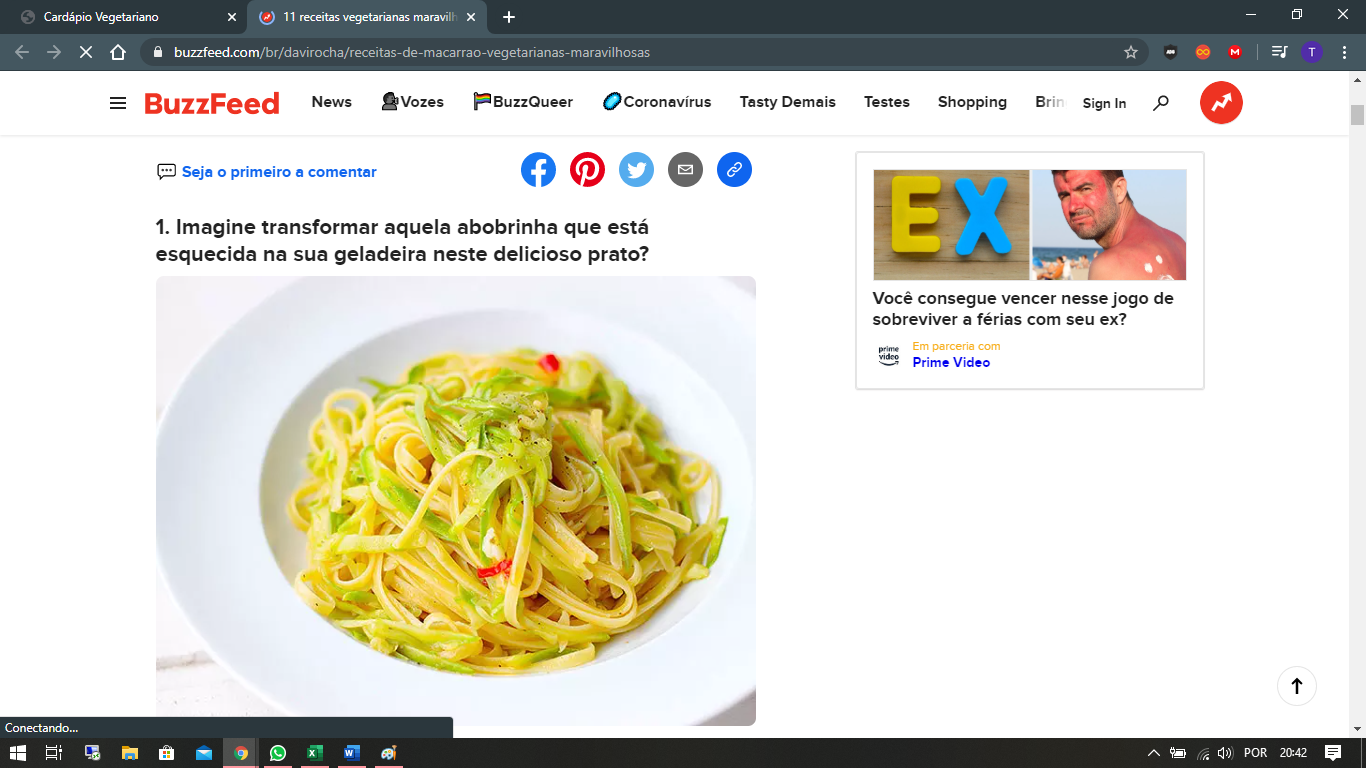 Cardápio Vegetariano
11 receitas vegetarianas maravilh
buzzfeed.com/br/davirocha/receitas-de-macarrao-vegetarianas-maravilhosas
T
BuzzFeed
News
Vozes
BuzzQueer
Coronavírus
Tasty Demais
Testes
Shopping
Brin
Sign In
Seja o primeiro a comentar
1. Imagine transformar aquela abobrinha que está
esquecida na sua geladeira neste delicioso prato?
EX
Você consegue vencer nesse jogo de
sobreviver a férias com seu ex?
prime
video
Em parceria com
Prime Video
Conectando...
POR
20:42